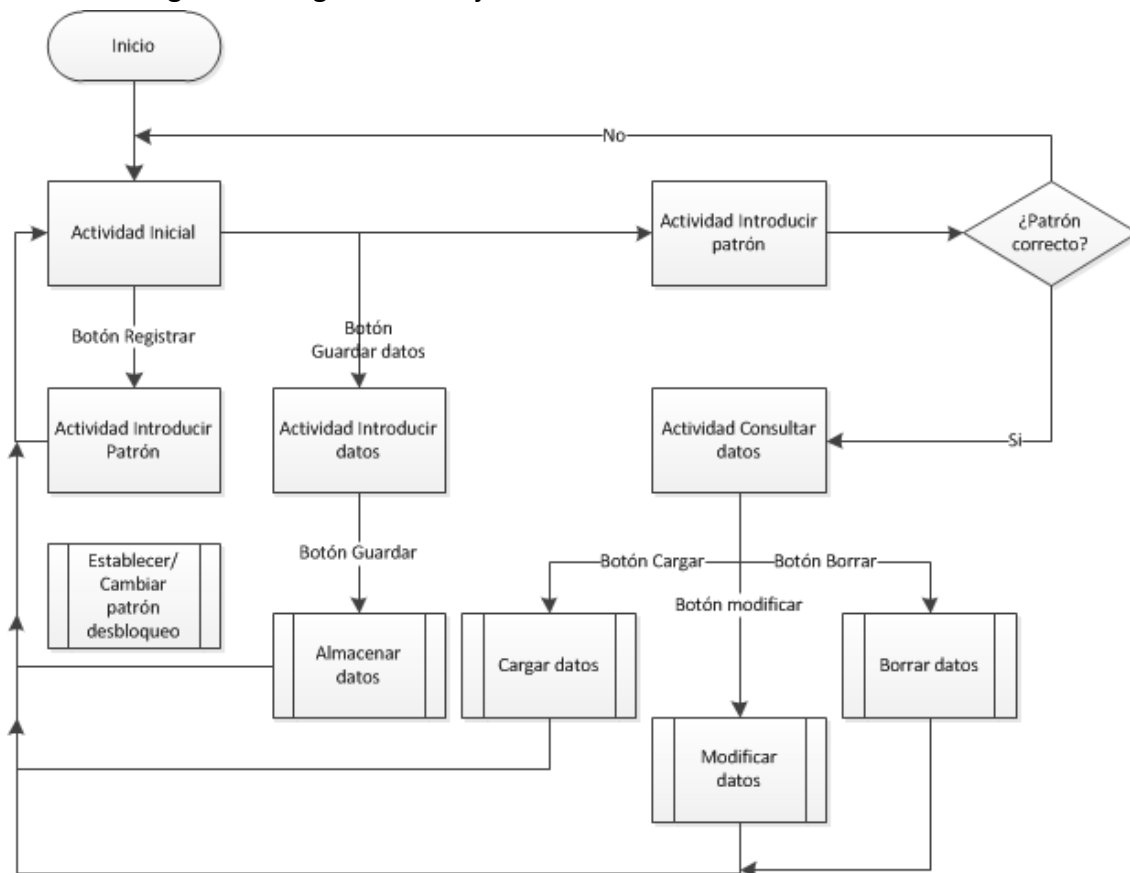 Inicio
No
Actividad Inicial
Actividad Introducir
patrón
¿Patrón
correcto?
Botón Registrar
Botón
Guardar datos
Actividad Introducir
Patrón
Actividad Introducir
datos
Actividad Consultar
datos
Si
Botón Guardar
Botón Cargar
Botón Borrar
Botón modificar
Establecer/
Cambiar
patrón
desbloqueo
Almacenar
datos
Cargar datos
Borrar datos
Modificar
datos